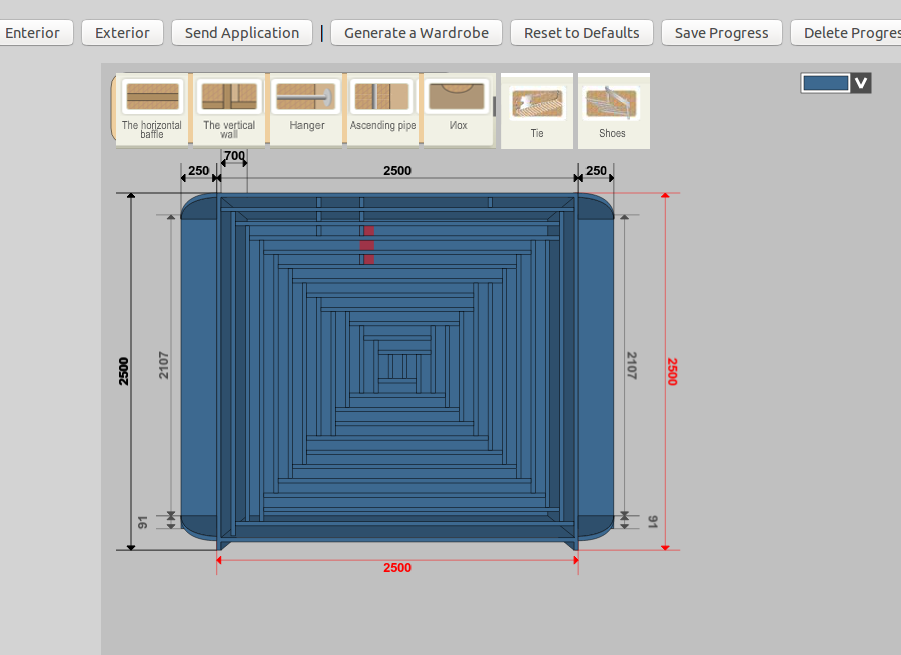 Enterior
Exterior
Send Application
Generate a Wardrobe
Reset to Defaults
Save Progress
Delete Progres
The horizontal
baffle
The vertical
wall
Hanger
Ascending pipe
Иox
Tie
Shoes
V
700
250
2500
250
2500
2107
91
2107
91
2500
2500